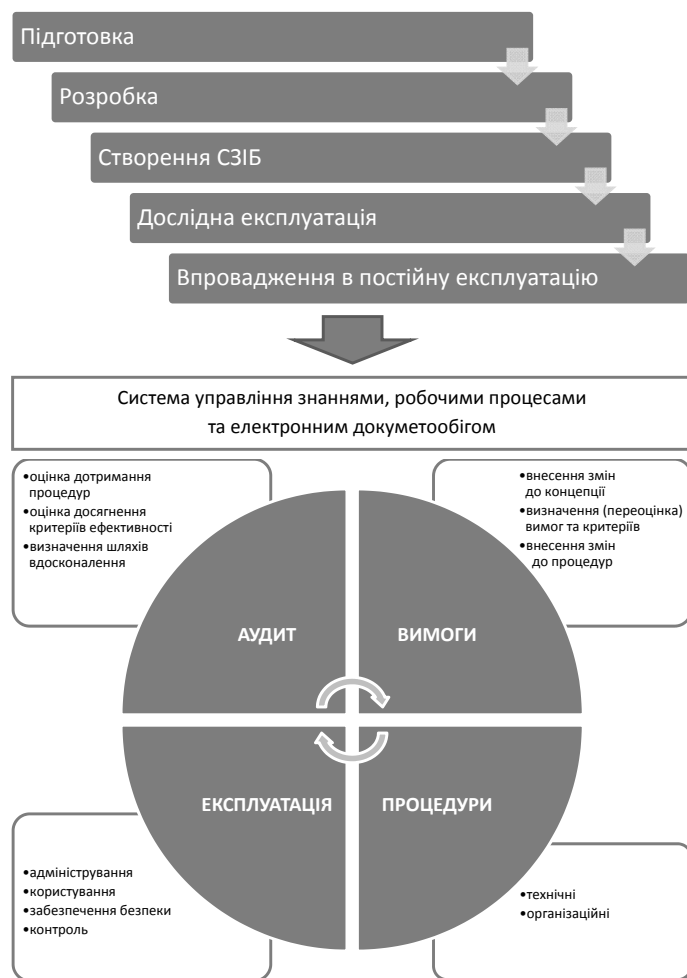 Підготовка
Розробка
Створення СЗІБ
Дослідна експлуатація
Впровадження в постійну експлуатацію
Система управління знаннями, робочими процесами
та електронним докуметообігом
•оцінка дотримання
процедур
•оцінка досягнення
критеріїв ефективності
•визначення шляхів
вдосконалення
•внесення змін
до концепції
•визначення (переоцінка)
вимог та критеріїв
•внесення змін
до процедур
АУДИТ
ВИМОГИ
ЕКСПЛУАТАЦІЯ
ПРОЦЕДУРИ
•адміністрування
•користування
•забезпечення безпеки
•контроль
•технічні
•організаційні